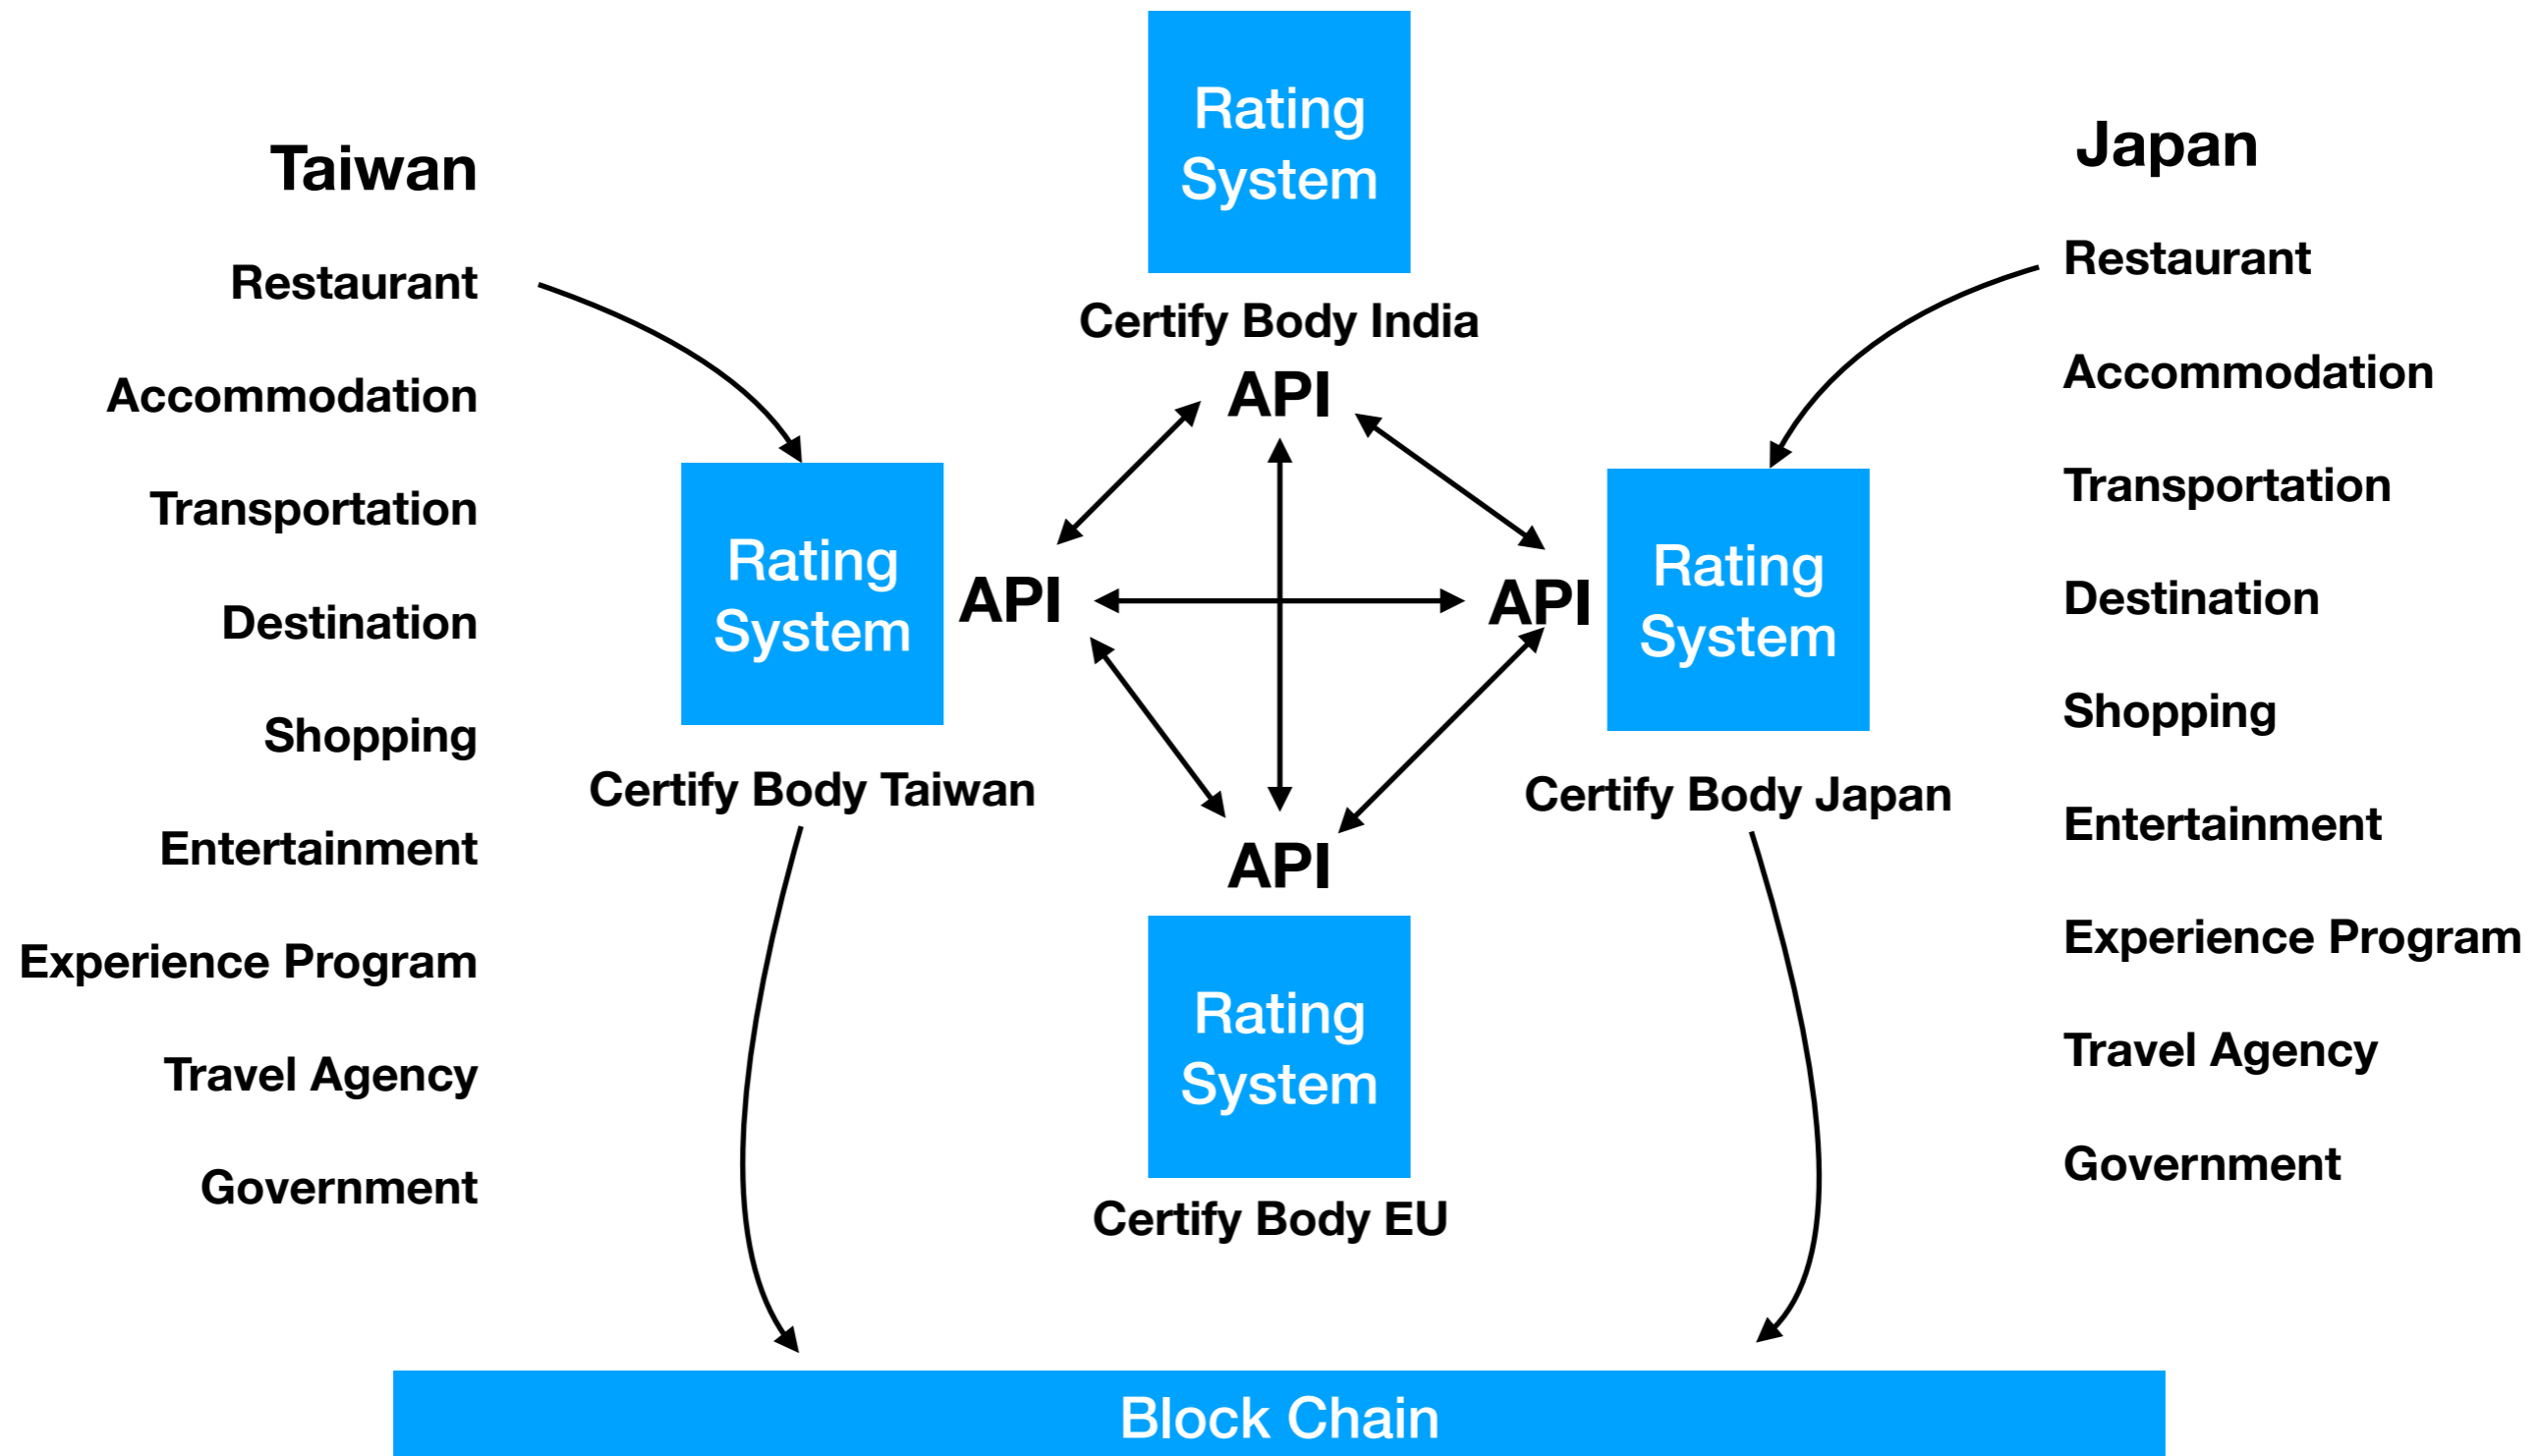 Taiwan
Restaurant
Accommodation
Transportation
Destination
Shopping
Entertainment
Experience Program
Travel Agency
Government
Rating
System
Certify Body India
API
Rating
System
API
Certify Body Taiwan
API
Rating
System
Certify Body Japan
API
Rating
System
Certify Body EU
Japan
Restaurant
Accommodation
Transportation
Destination
Shopping
Entertainment
Experience Program
Travel Agency
Government
Block Chain